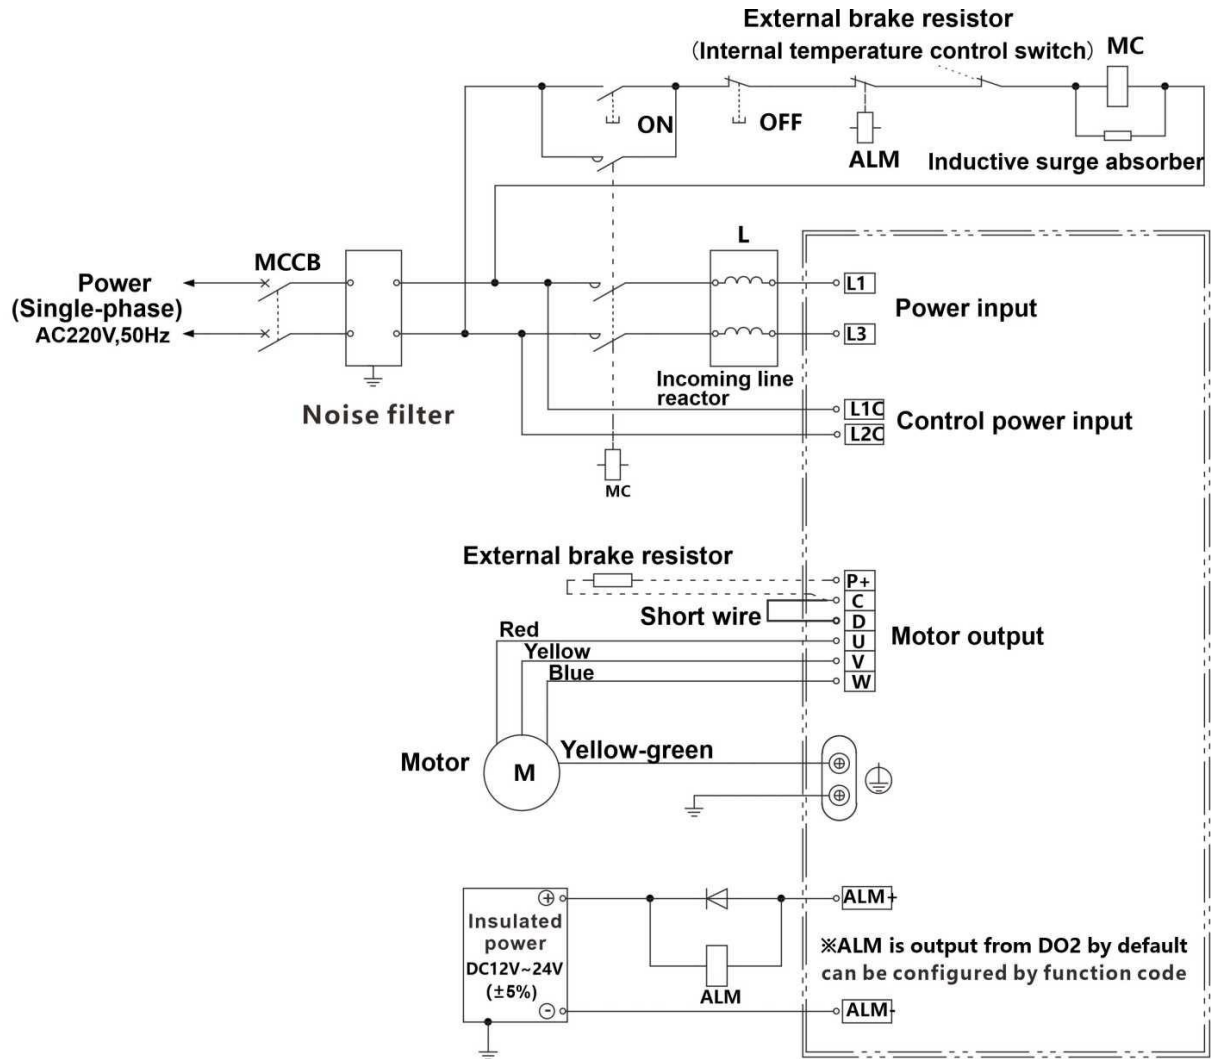 External brake resistor
(Internal temperature control switch) MC
ON
OFF
ALM
Inductive surge absorber
L
MCCB
Power
(Single-phase)
AC220V,50Hz
L1
Power input
L3
Incoming line
reactor
Noise filter
L1C
Control power input
L2C
MC
External brake resistor
P+
C
Short wire
D
Motor output
Red
U
Yellow
V
Blue
W
Yellow-green
Motor
M
ALM+
Insulated
power
DC12V~24V
(±5%)
ALM
※ALM is output from DO2 by default
can be configured by function code
ALM-